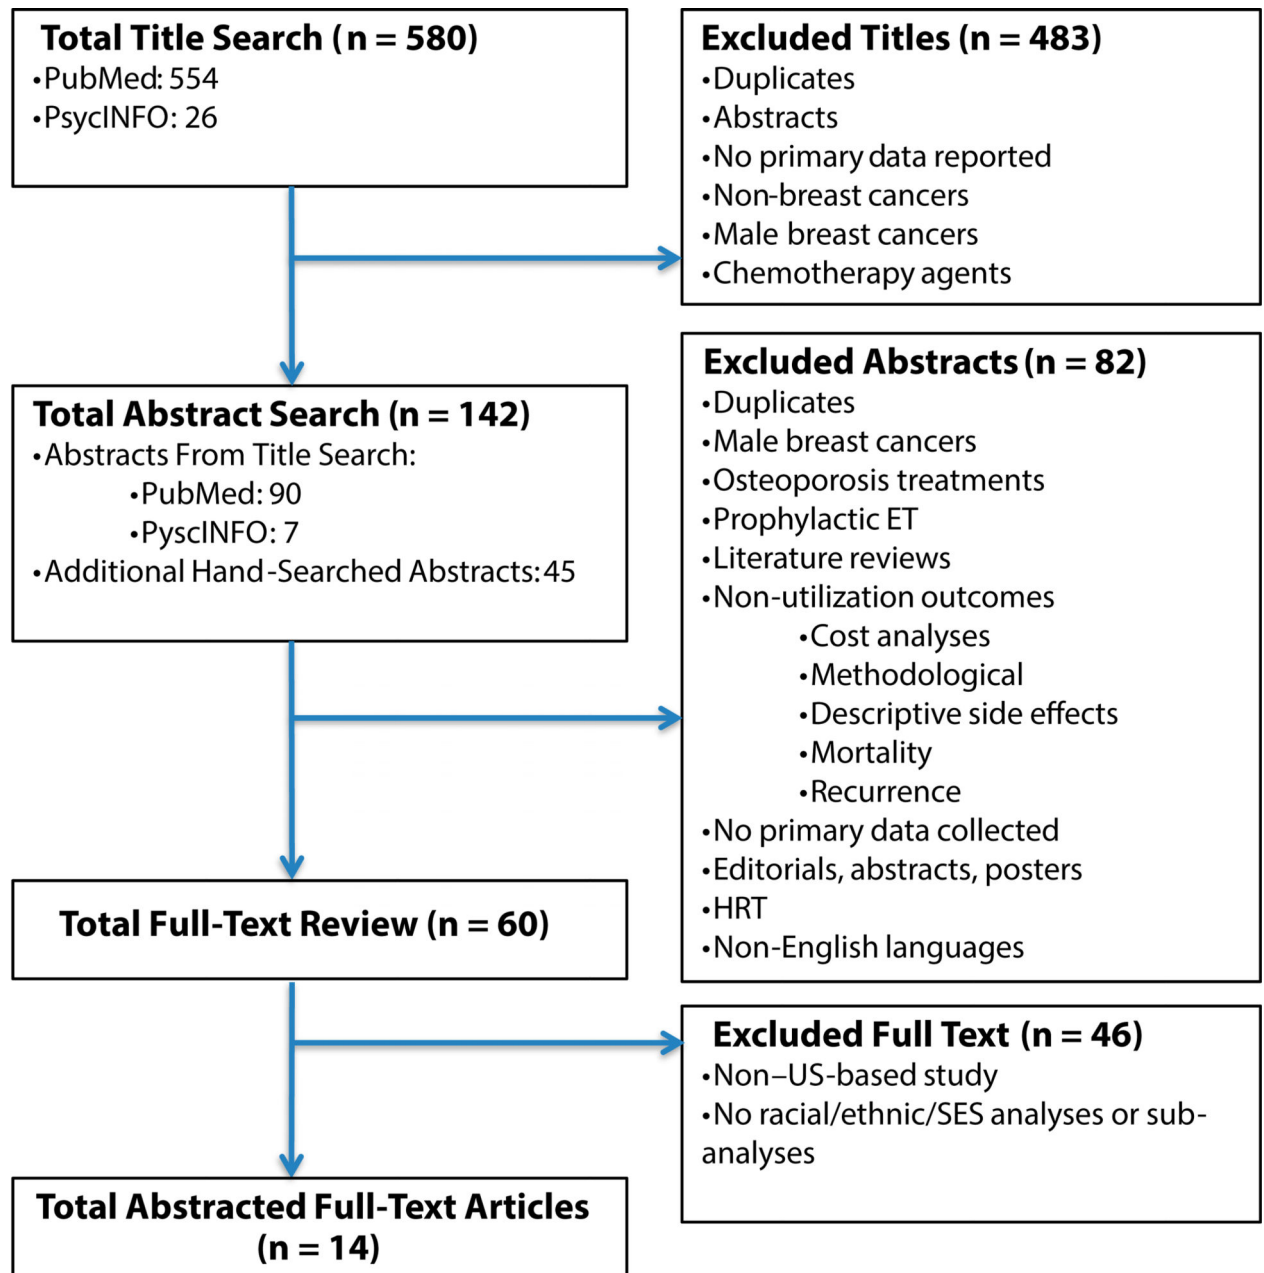 Total Title Search (n = 580)
•PubMed: 554
•PsycINFO: 26
Excluded Titles (n = 483)
•Duplicates
•Abstracts
•No primary data reported
•Non-breast cancers
•Male breast cancers
•Chemotherapy agents
Total Abstract Search (n = 142)
•Abstracts From Title Search:
•PubMed: 90
•PyscINFO: 7
•Additional Hand-Searched Abstracts: 45
Excluded Abstracts (n = 82)
•Duplicates
•Male breast cancers
•Osteoporosis treatments
•Prophylactic ET
•Literature reviews
•Non-utilization outcomes
•Cost analyses
•Methodological
•Descriptive side effects
•Mortality
•Recurrence
•No primary data collected
•Editorials, abstracts, posters
•HRT
•Non-English languages
Total Full-Text Review (n = 60)
Excluded Full Text (n = 46)
•Non–US-based study
•No racial/ethnic/SES analyses or sub-
analyses
Total Abstracted Full-Text Articles
(n = 14)